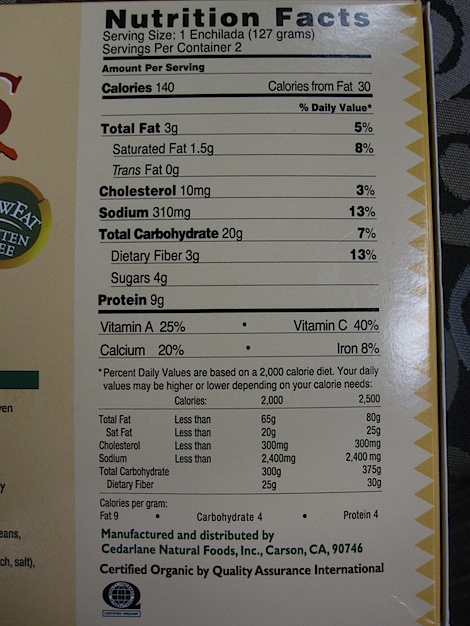 Nutrition Facts
Serving Size: 1 Enchilada (127 grams)
Servings Per Container 2
Amount Per Serving
Calories 140 Calories from Fat 30
% Daily Value*
Total Fat 3g 5%
Saturated Fat 1.5g 8%
Trans Fat 0g
Cholesterol 10mg 3%
Sodium 310mg 13%
Total Carbohydrate 20g 7%
Dietary Fiber 3g 13%
Sugars 4g
Protein 9g
Vitamin A 25% • Vitamin C 40%
Calcium 20% • Iron 8%
*Percent Daily Values are based on a 2,000 calorie diet. Your daily
values may be higher or lower depending on your calorie needs:
Calories: 2,000 2,500
Total Fat Less than 65g 80g
Sat Fat Less than 20g 25g
Cholesterol Less than 300mg 300mg
Sodium Less than 2,400mg 2,400 mg
Total Carbohydrate 300g 375g
Dietary Fiber 25g 30g
Calories per gram:
Fat 9 • Carbohydrate 4 • Protein 4
Manufactured and distributed by
Cedarlane Natural Foods, Inc., Carson, CA, 90746
Certified Organic by Quality Assurance International
S
WFAT
TEN
EE
ven
y
eans,
ch, salt),